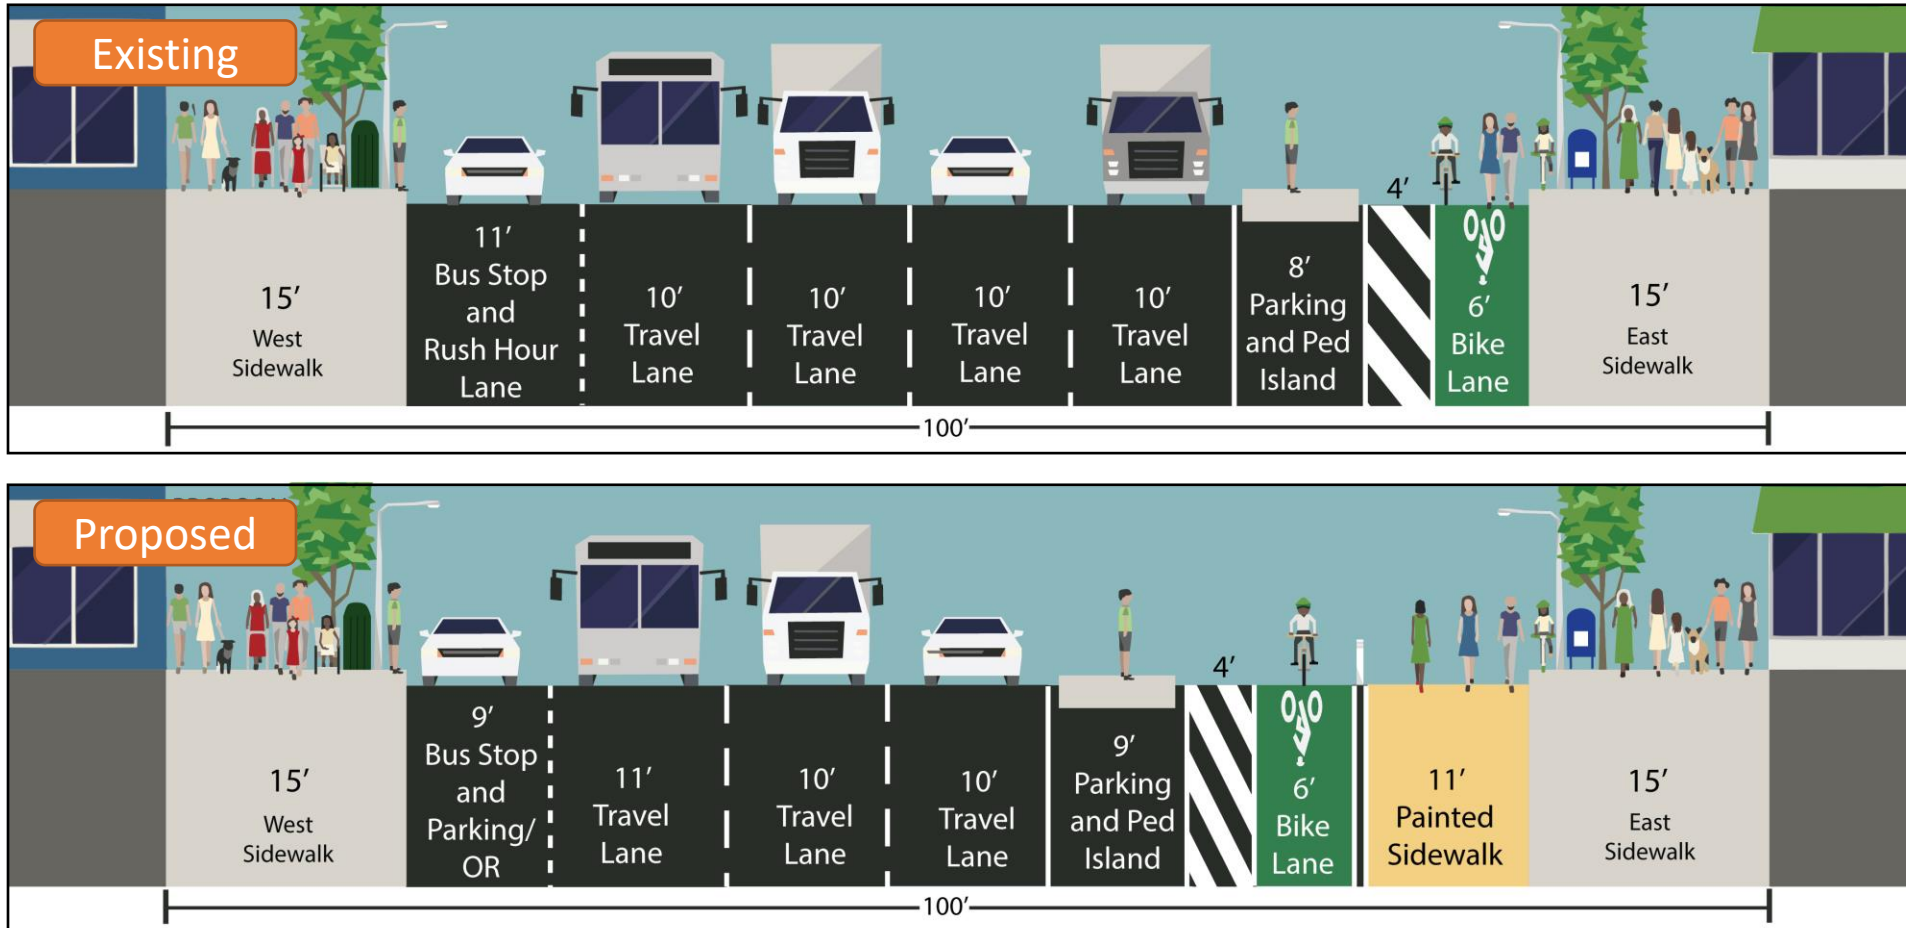 Existing
15’
West
Sidewalk
11’
Bus Stop
and
Rush Hour
Lane
10’
Travel
Lane
10’
Travel
Lane
10’
Travel
Lane
10’
Travel
Lane
8’
Parking
and Ped
Island
4’
6’
Bike
Lane
15’
East
Sidewalk
100’
Proposed
15’
West
Sidewalk
9’
Bus Stop
and
Parking/
OR
11’
Travel
Lane
10’
Travel
Lane
10’
Travel
Lane
9’
Parking
and Ped
Island
4’
6’
Bike
Lane
11’
Painted
Sidewalk
15’
East
Sidewalk
100’